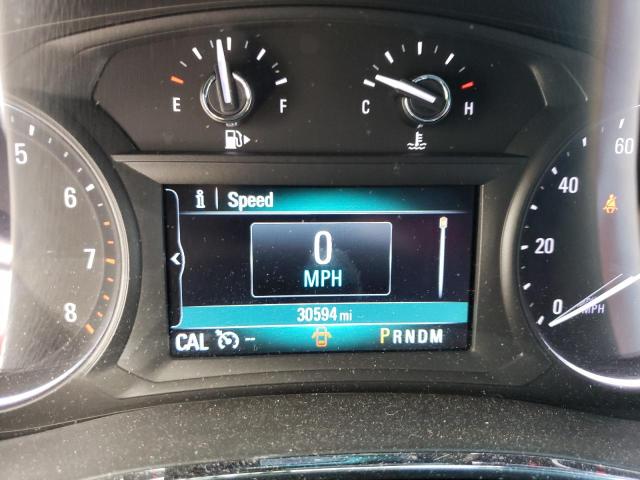 E F
C H
5
6
7
8
i Speed
0
MPH
30594 mi
CAL -- PRNDM
60
40
20
0
MPH